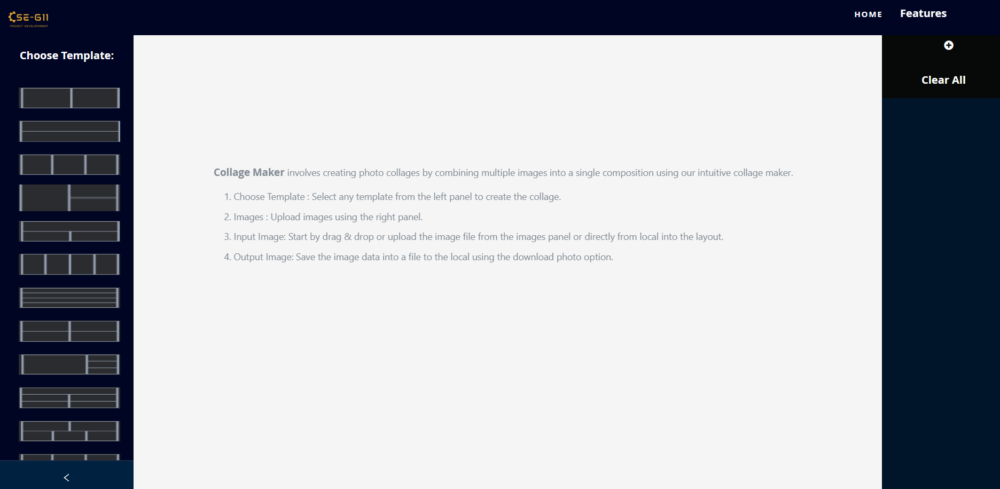 CSE-G11
PROJECT DEVELOPEMENT
HOME
Features
Choose Template:
Clear All
Collage Maker involves creating photo collages by combining multiple images into a single composition using our intuitive collage maker.
1. Choose Template : Select any template from the left panel to create the collage.
2. Images : Upload images using the right panel.
3. Input Image: Start by drag & drop or upload the image file from the images panel or directly from local into the layout.
4. Output Image: Save the image data into a file to the local using the download photo option.